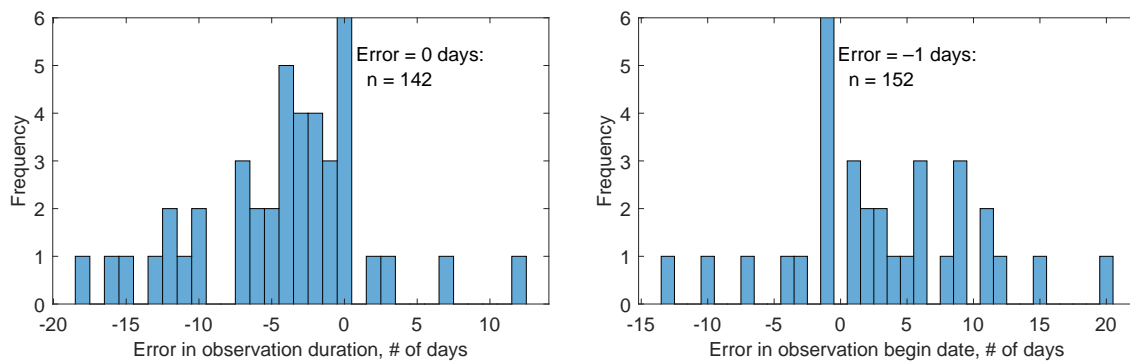 6
5
4
3
2
1
0
Frequency
Error = 0 days:
n = 142
-20 -15 -10 -5 0 5 10
Error in observation duration, # of days
6
5
4
3
2
1
0
Frequency
Error = –1 days:
n = 152
-15 -10 -5 0 5 10 15 20
Error in observation begin date, # of days